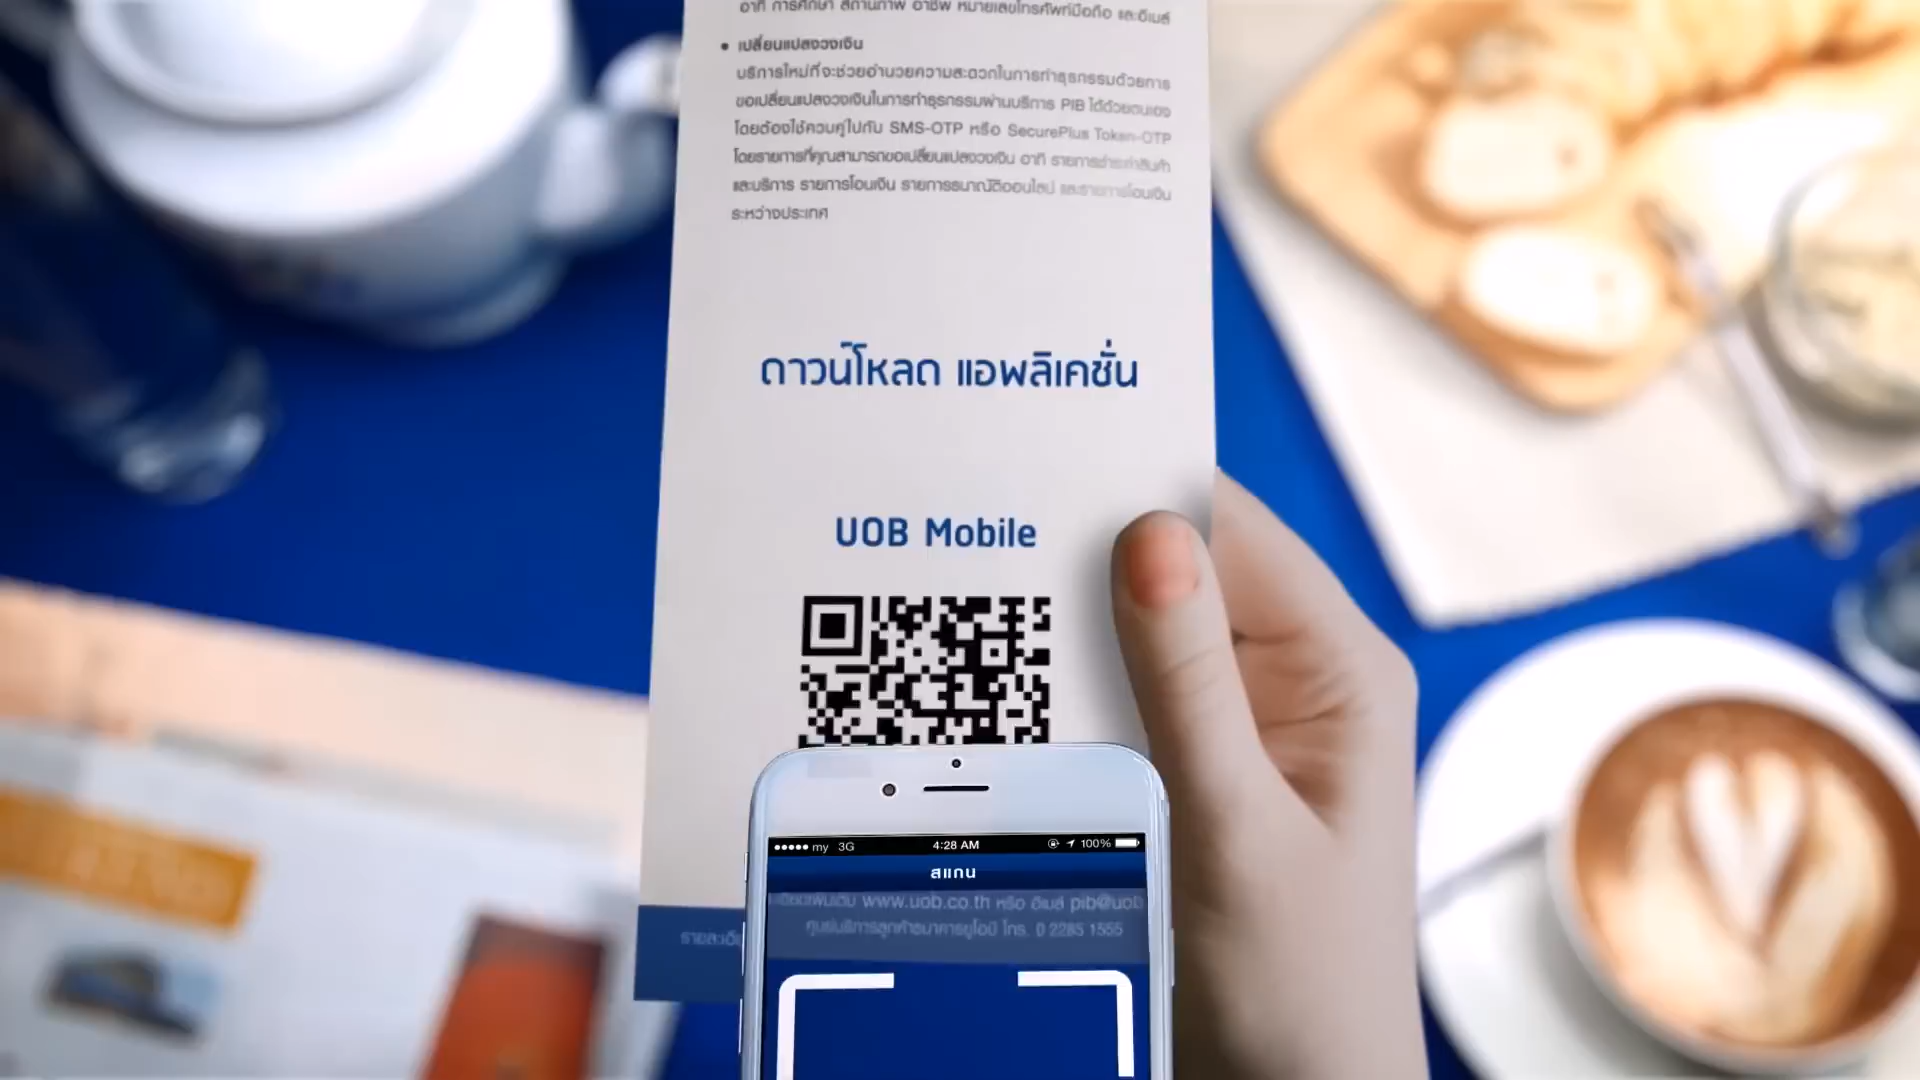 อาทิ การศึกษา สถานภาพ อาชีพ หมายเลขโทรศัพท์มือถือ และอีเมล์
• เปลี่ยนแปลงวงเงิน
บริการใหม่ที่จะช่วยอำนวยความสะดวกในการทำธุรกรรมด้วยการ
ขอเปลี่ยนแปลงวงเงินในการทำธุรกรรมผ่านบริการ PIB ได้ด้วยตนเอง
โดยต้องใช้ควบคู่ไปกับ SMS-OTP หรือ SecurePlus Token-OTP
โดยรายการที่คุณสามารถขอเปลี่ยนแปลงวงเงิน อาทิ รายการชำระค่าสินค้า
และบริการ รายการโอนเงิน รายการธนาณัติออนไลน์ และรายการโอนเงิน
ระหว่างประเทศ
ดาวน์โหลด แอพลิเคชั่น
UOB Mobile
my 3G 4:28 AM 100%
สแกน
www.uob.co.th หรือ อีเมล์ pib@uob
ศูนย์บริการลูกค้าธนาคารยูโอบี โทร. 0 2285 1555